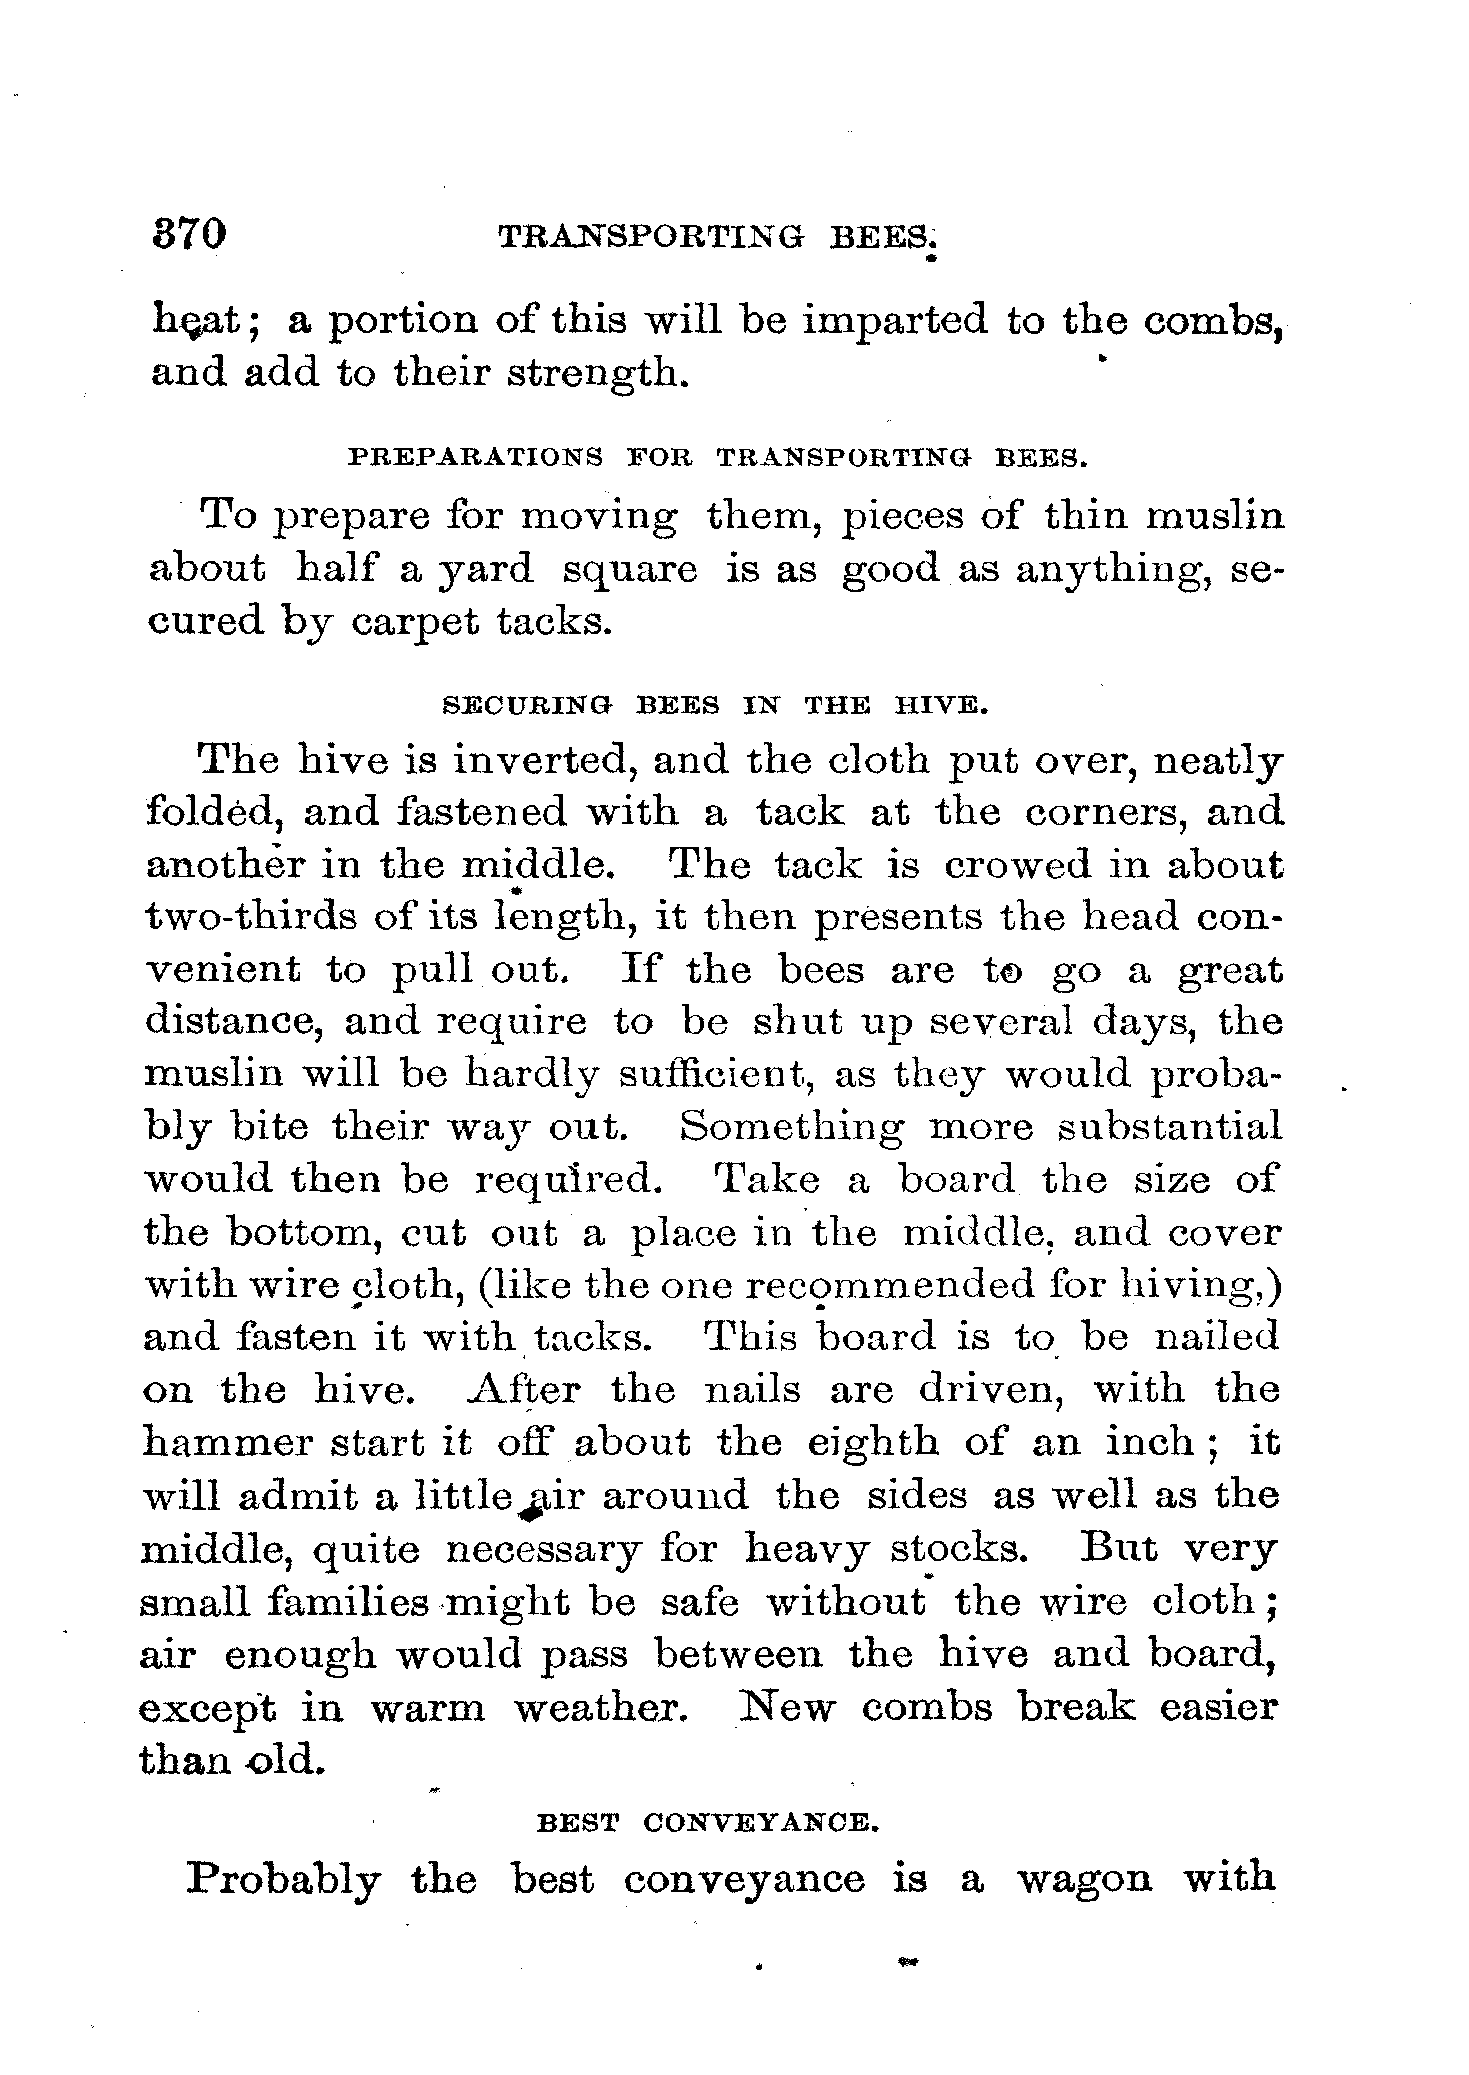 370 TRANSPORTING BEES.
heat; a portion of this will be imparted to the combs,
and add to their strength.
PREPARATIONS FOR TRANSPORTING BEES.
To prepare for moving them, pieces of thin muslin
about half a yard square is as good as anything, se-
cured by carpet tacks.
SECURING BEES IN THE HIVE.
The hive is inverted, and the cloth put over, neatly
folded, and fastened with a tack at the corners, and
another in the middle. The tack is crowed in about
two-thirds of its length, it then presents the head con-
venient to pull out. If the bees are to go a great
distance, and require to be shut up several days, the
muslin will be hardly sufficient, as they would proba-
bly bite their way out. Something more substantial
would then be required. Take a board the size of
the bottom, cut out a place in the middle, and cover
with wire cloth, (like the one recommended for hiving,)
and fasten it with tacks. This board is to be nailed
on the hive. After the nails are driven, with the
hammer start it off about the eighth of an inch; it
will admit a little air around the sides as well as the
middle, quite necessary for heavy stocks. But very
small families might be safe without the wire cloth;
air enough would pass between the hive and board,
except in warm weather. New combs break easier
than old.
BEST CONVEYANCE.
Probably the best conveyance is a wagon with